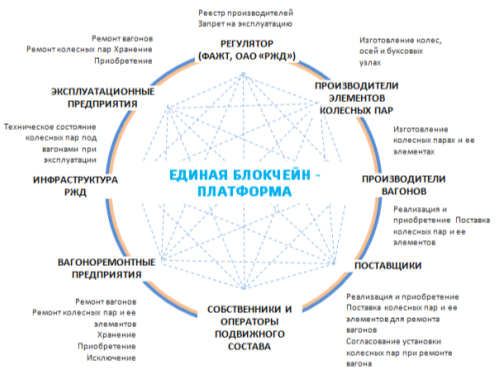 Реестр производителей
Запрет на эксплуатацию
РЕГУЛЯТОР
(ФАЖТ, ОАО «РЖД»)
Изготовление колес,
осей и буксовых
узлах
ПРОИЗВОДИТЕЛИ
ЭЛЕМЕНТОВ
КОЛЕСНЫХ ПАР
Изготовление
колесных парах и ее
элементах
ПРОИЗВОДИТЕЛИ
ВАГОНОВ
Реализация и
приобретение Поставка
колесных пар и ее
элементов
ПОСТАВЩИКИ
Реализация и приобретение
Поставка колесных пар и ее
элементов для ремонта
вагонов
Согласование установки
колесных пар при ремонте
вагона
СОБСТВЕННИКИ И
ОПЕРАТОРЫ
ПОДВИЖНОГО
СОСТАВА
ВАГОНОРЕМОНТНЫЕ
ПРЕДПРИЯТИЯ
Ремонт вагонов
Ремонт колесных пар и ее
элементов
Хранение
Приобретение
Исключение
ИНФРАСТРУКТУРА
РЖД
Техническое состояние
колесных пар под
вагонами при
эксплуатации
ЭКСПЛУАТАЦИОННЫЕ
ПРЕДПРИЯТИЯ
Ремонт вагонов
Ремонт колесных пар Хранение
Приобретение
ЕДИНАЯ БЛОКЧЕЙН -
ПЛАТФОРМА